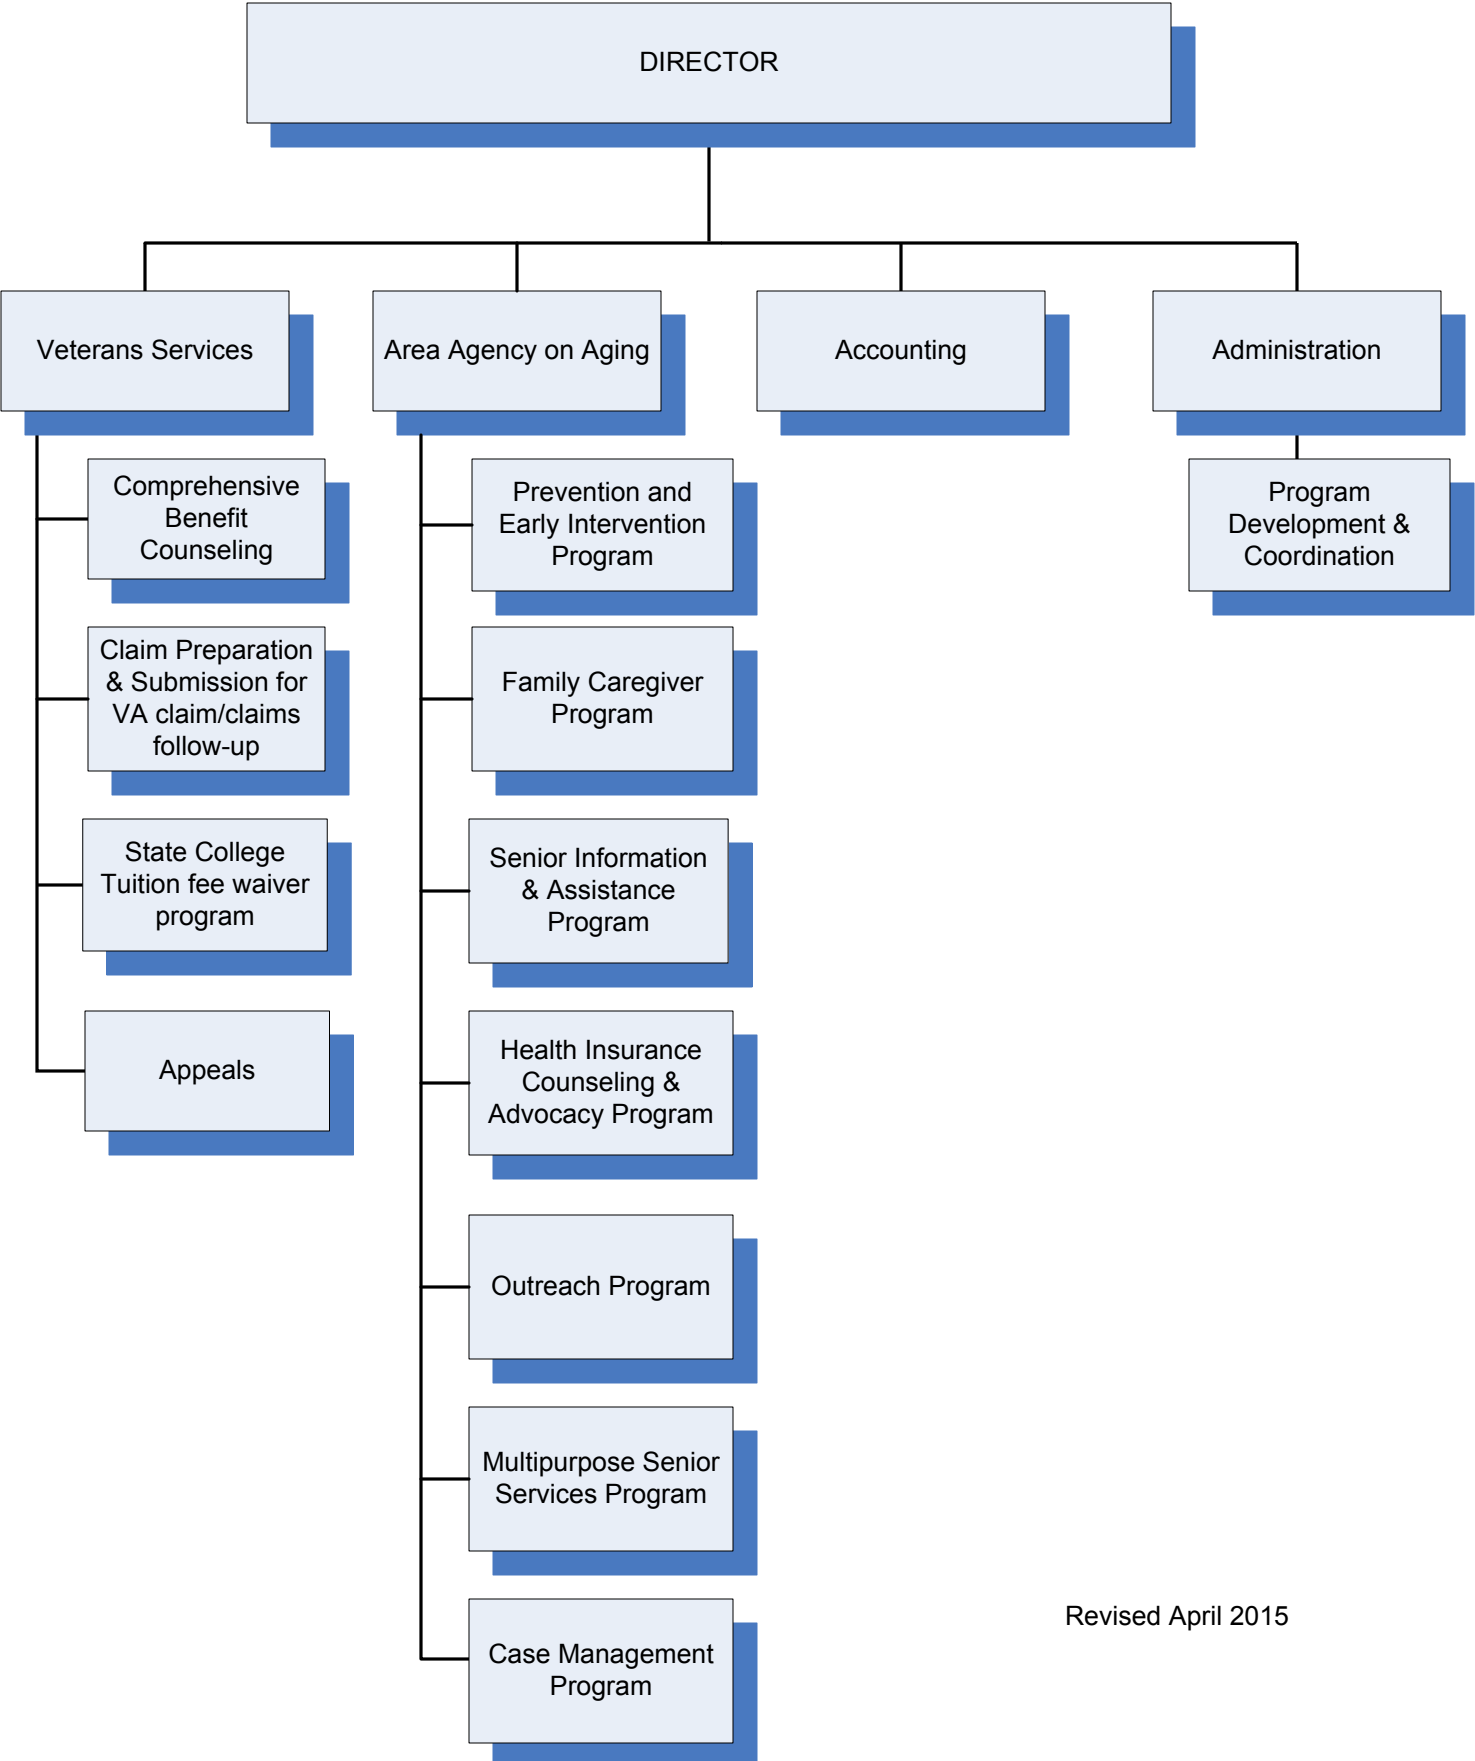 DIRECTOR
Veterans Services
Area Agency on Aging
Accounting
Administration
Comprehensive
Benefit
Counseling
Claim Preparation
& Submission for
VA claim/claims
follow-up
State College
Tuition fee waiver
program
Appeals
Prevention and
Early Intervention
Program
Family Caregiver
Program
Senior Information
& Assistance
Program
Health Insurance
Counseling &
Advocacy Program
Outreach Program
Multipurpose Senior
Services Program
Case Management
Program
Program
Development &
Coordination
Revised April 2015